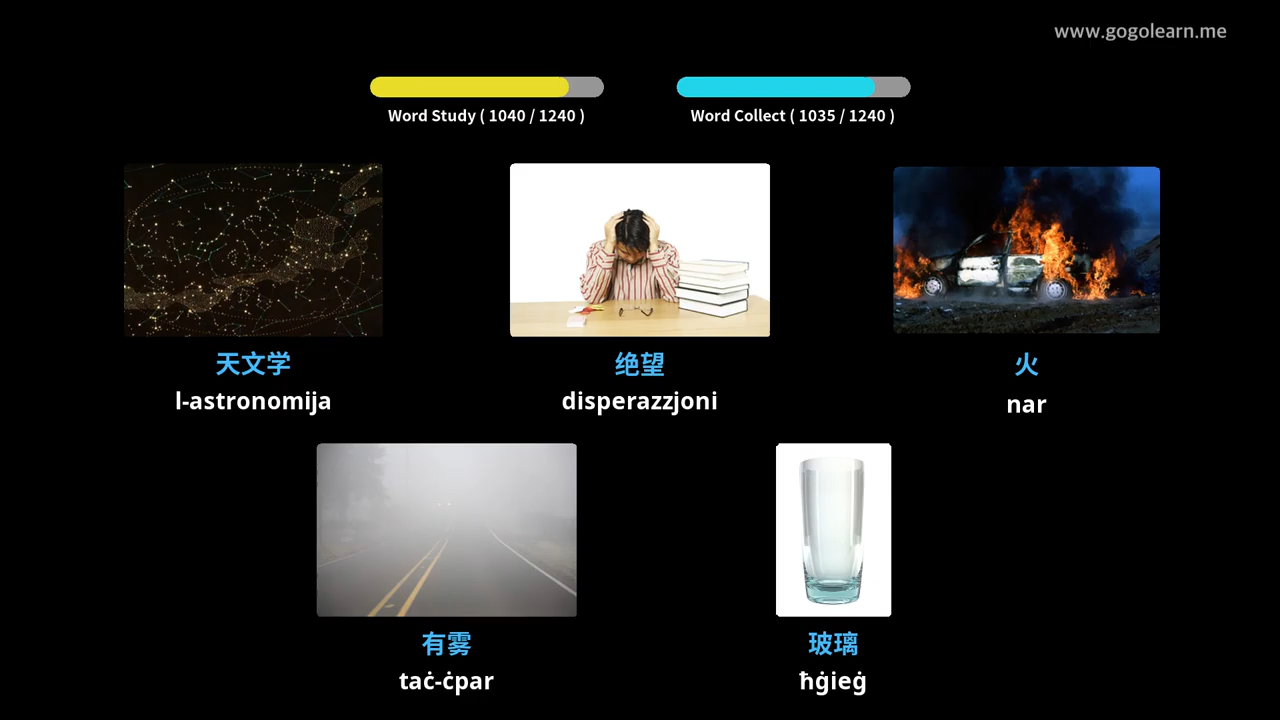 www.gogolearn.me
Word Study ( 1040 / 1240 )
Word Collect ( 1035 / 1240 )
天文学
l-astronomija
绝望
disperazzjoni
火
nar
有雾
taċ-ċpar
玻璃
ħġieġ